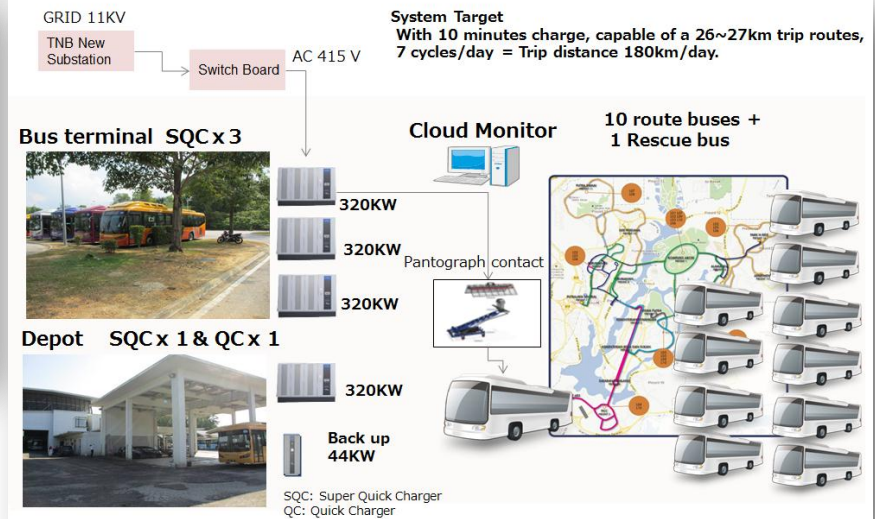 GRID 11KV
TNB New
Substation
Switch Board
AC 415 V
System Target
With 10 minutes charge, capable of a 26~27km trip routes,
7 cycles/day = Trip distance 180km/day.
Bus terminal SQC x 3
Cloud Monitor
10 route buses +
1 Rescue bus
320KW
320KW
320KW
Pantograph contact
Depot SQC x 1 & QC x 1
320KW
Back up
44KW
SQC: Super Quick Charger
QC: Quick Charger